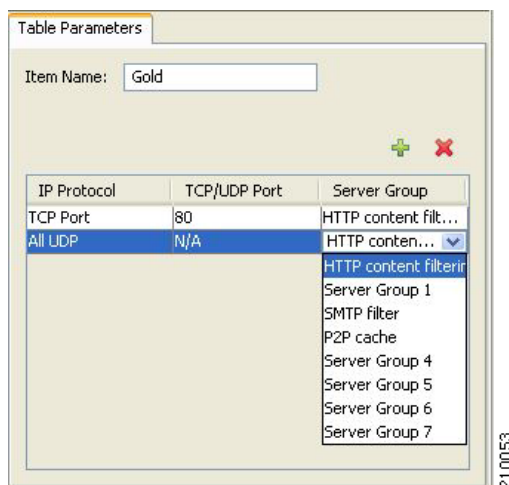 Table Parameters
Item Name: Gold
IP Protocol TCP/UDP Port Server Group
TCP Port 80 HTTP content filt...
All UDP N/A HTTP conten...
HTTP content filterin
Server Group 1
SMTP filter
P2P cache
Server Group 4
Server Group 5
Server Group 6
Server Group 7
210053